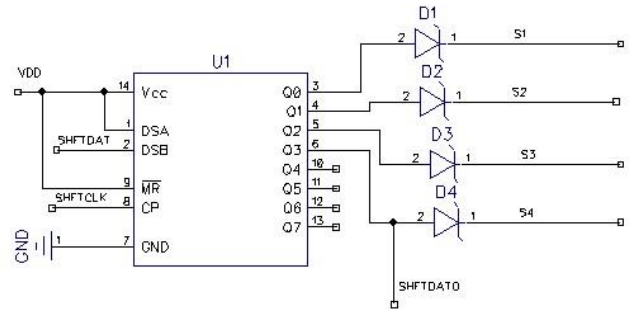 D1
2 1 S1
U1
VDD
14 Vcc Q0 3
D2
Q1 4 2 1 S2
1 DSA Q2 5
SHFTDAT 2 DSB Q3 6
D3
2 1 S3
Q4 10
9 MR Q5 11
SHFTCLK 8 CP Q6 12
D4
2 1 S4
Q7 13
GND 1 7 GND
SHFTDATO